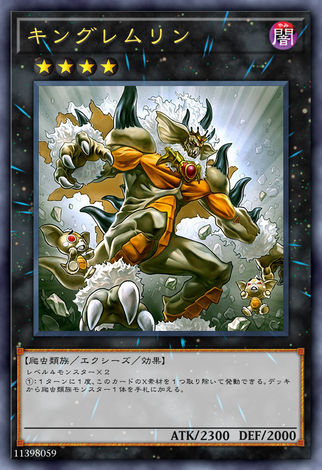 キングレムリン
やみ
闇
【爬虫類族／エクシーズ／効果】
レベル４モンスター×２
①：１ターンに１度、このカードのX素材を１つ取り除いて発動できる。デッキ
から爬虫類族モンスター１体を手札に加える。
ATK/2300 DEF/2000
11398059